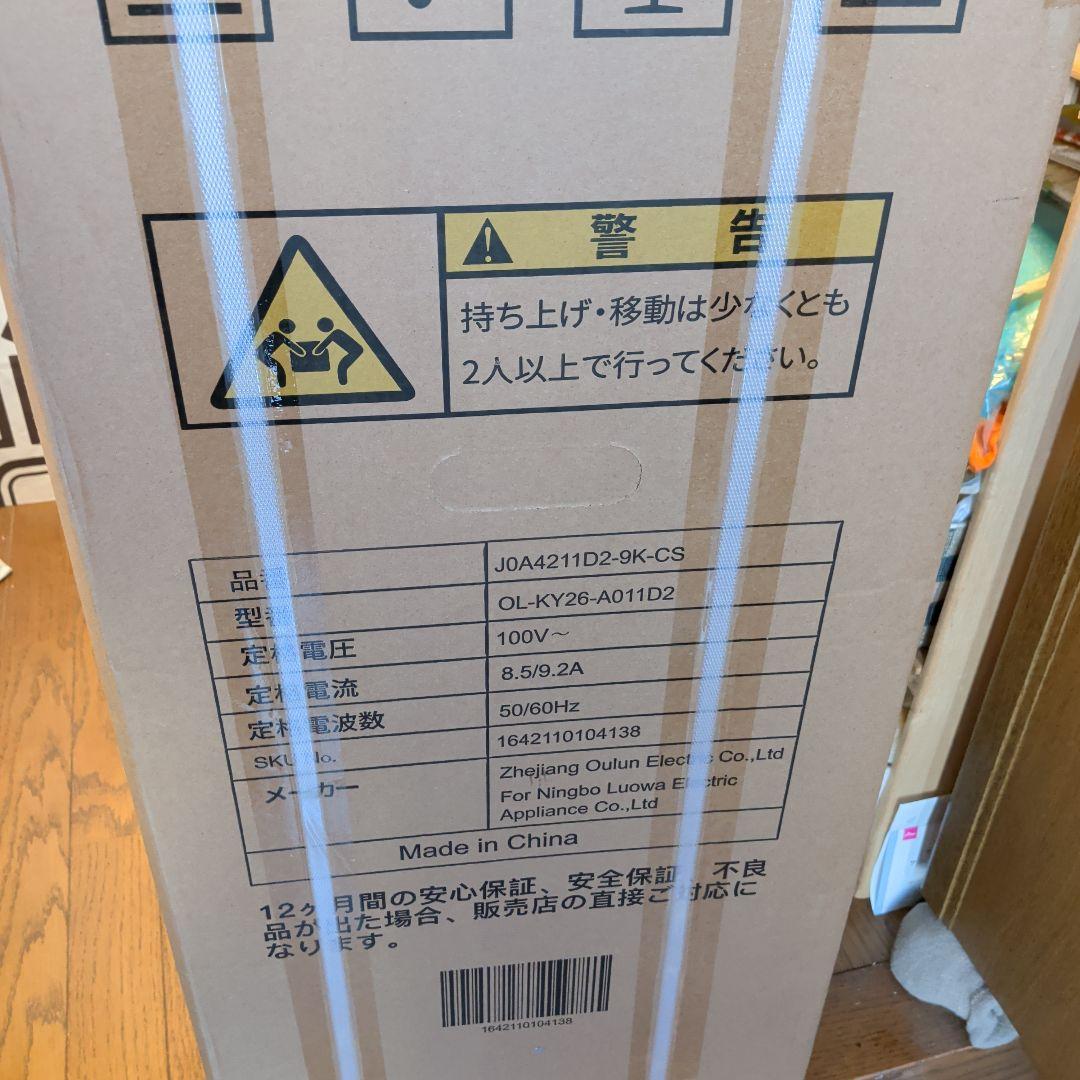 警告
持ち上げ・移動は少なくとも
2人以上で行ってください。
品番 J0A4211D2-9K-CS
型番 OL-KY26-A011D2
定格電圧 100V～
定格電流 8.5/9.2A
定格電波数 50/60Hz
SKU No. 1642110104138
メーカー Zhejiang Oulun Electric Co.,Ltd
For Ningbo Luowa Electric
Appliance Co.,Ltd
Made in China
12ヶ月間の安心保証、安全保証、不良
品が出た場合、販売店の直接ご対応に
なります。
1642110104138